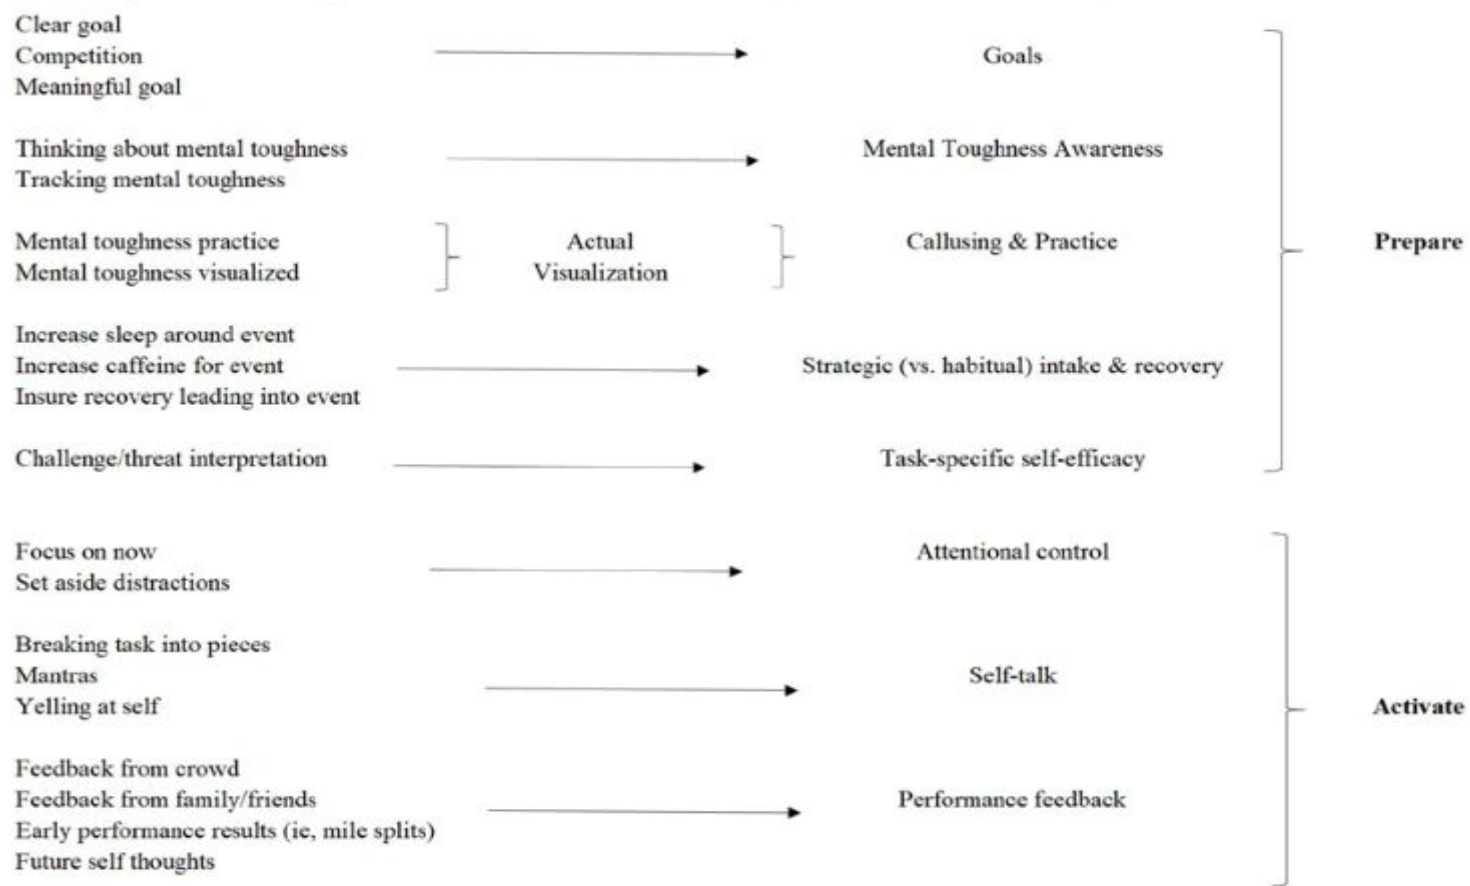 Clear goal
Competition
Meaningful goal
Goals
Thinking about mental toughness
Tracking mental toughness
Mental Toughness Awareness
Mental toughness practice
Mental toughness visualized
Actual
Visualization
Callusing & Practice
Prepare
Increase sleep around event
Increase caffeine for event
Insure recovery leading into event
Strategic (vs. habitual) intake & recovery
Challenge/threat interpretation
Task-specific self-efficacy
Focus on now
Set aside distractions
Attentional control
Breaking task into pieces
Mantras
Yelling at self
Self-talk
Activate
Feedback from crowd
Feedback from family/friends
Early performance results (ie, mile splits)
Future self thoughts
Performance feedback